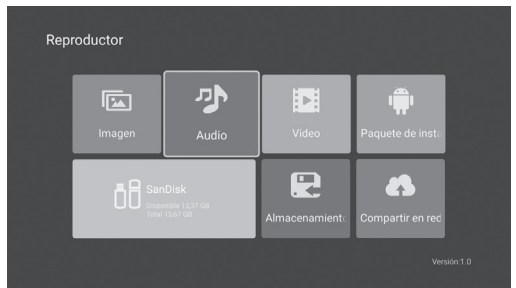 Reproductor
Imagen
Audio
Video
Paquete de insta
SanDisk
Disponible 13,37 GB
Total 15,67 GB
Almacenamiento
Compartir en red
Versión:1.0